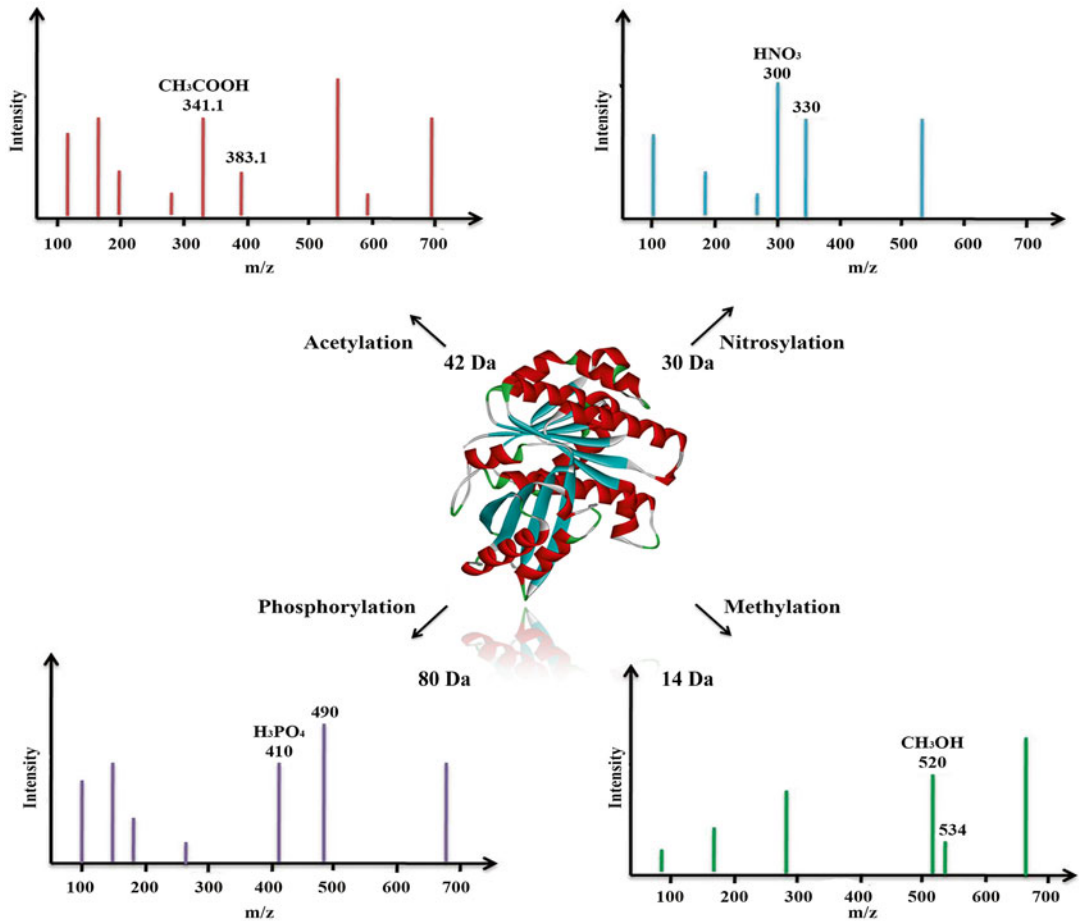 Intensity
CH₃COOH
341.1
383.1
100 200 300 400 500 600 700
m/z
Intensity
HNO₃
300
330
100 200 300 400 500 600 700
m/z
Acetylation
42 Da
30 Da
Nitrosylation
Phosphorylation
80 Da
Methylation
14 Da
Intensity
H₃PO₄
410
490
100 200 300 400 500 600 700
m/z
Intensity
CH₃OH
520
534
100 200 300 400 500 600 700
m/z